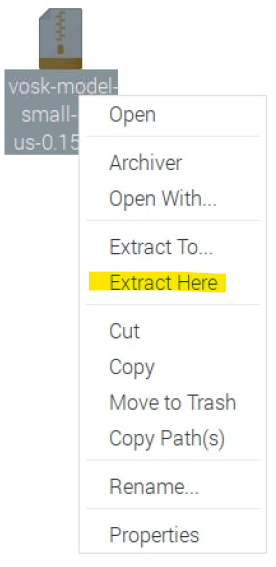 vosk-model-
small-
us-0.15
Open
Archiver
Open With...
Extract To...
Extract Here
Cut
Copy
Move to Trash
Copy Path(s)
Rename...
Properties